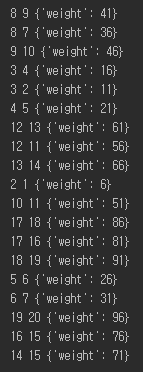 8 9 {'weight': 41}
8 7 {'weight': 36}
9 10 {'weight': 46}
3 4 {'weight': 16}
3 2 {'weight': 11}
4 5 {'weight': 21}
12 13 {'weight': 61}
12 11 {'weight': 56}
13 14 {'weight': 66}
2 1 {'weight': 6}
10 11 {'weight': 51}
17 18 {'weight': 86}
17 16 {'weight': 81}
18 19 {'weight': 91}
5 6 {'weight': 26}
6 7 {'weight': 31}
19 20 {'weight': 96}
16 15 {'weight': 76}
14 15 {'weight': 71}